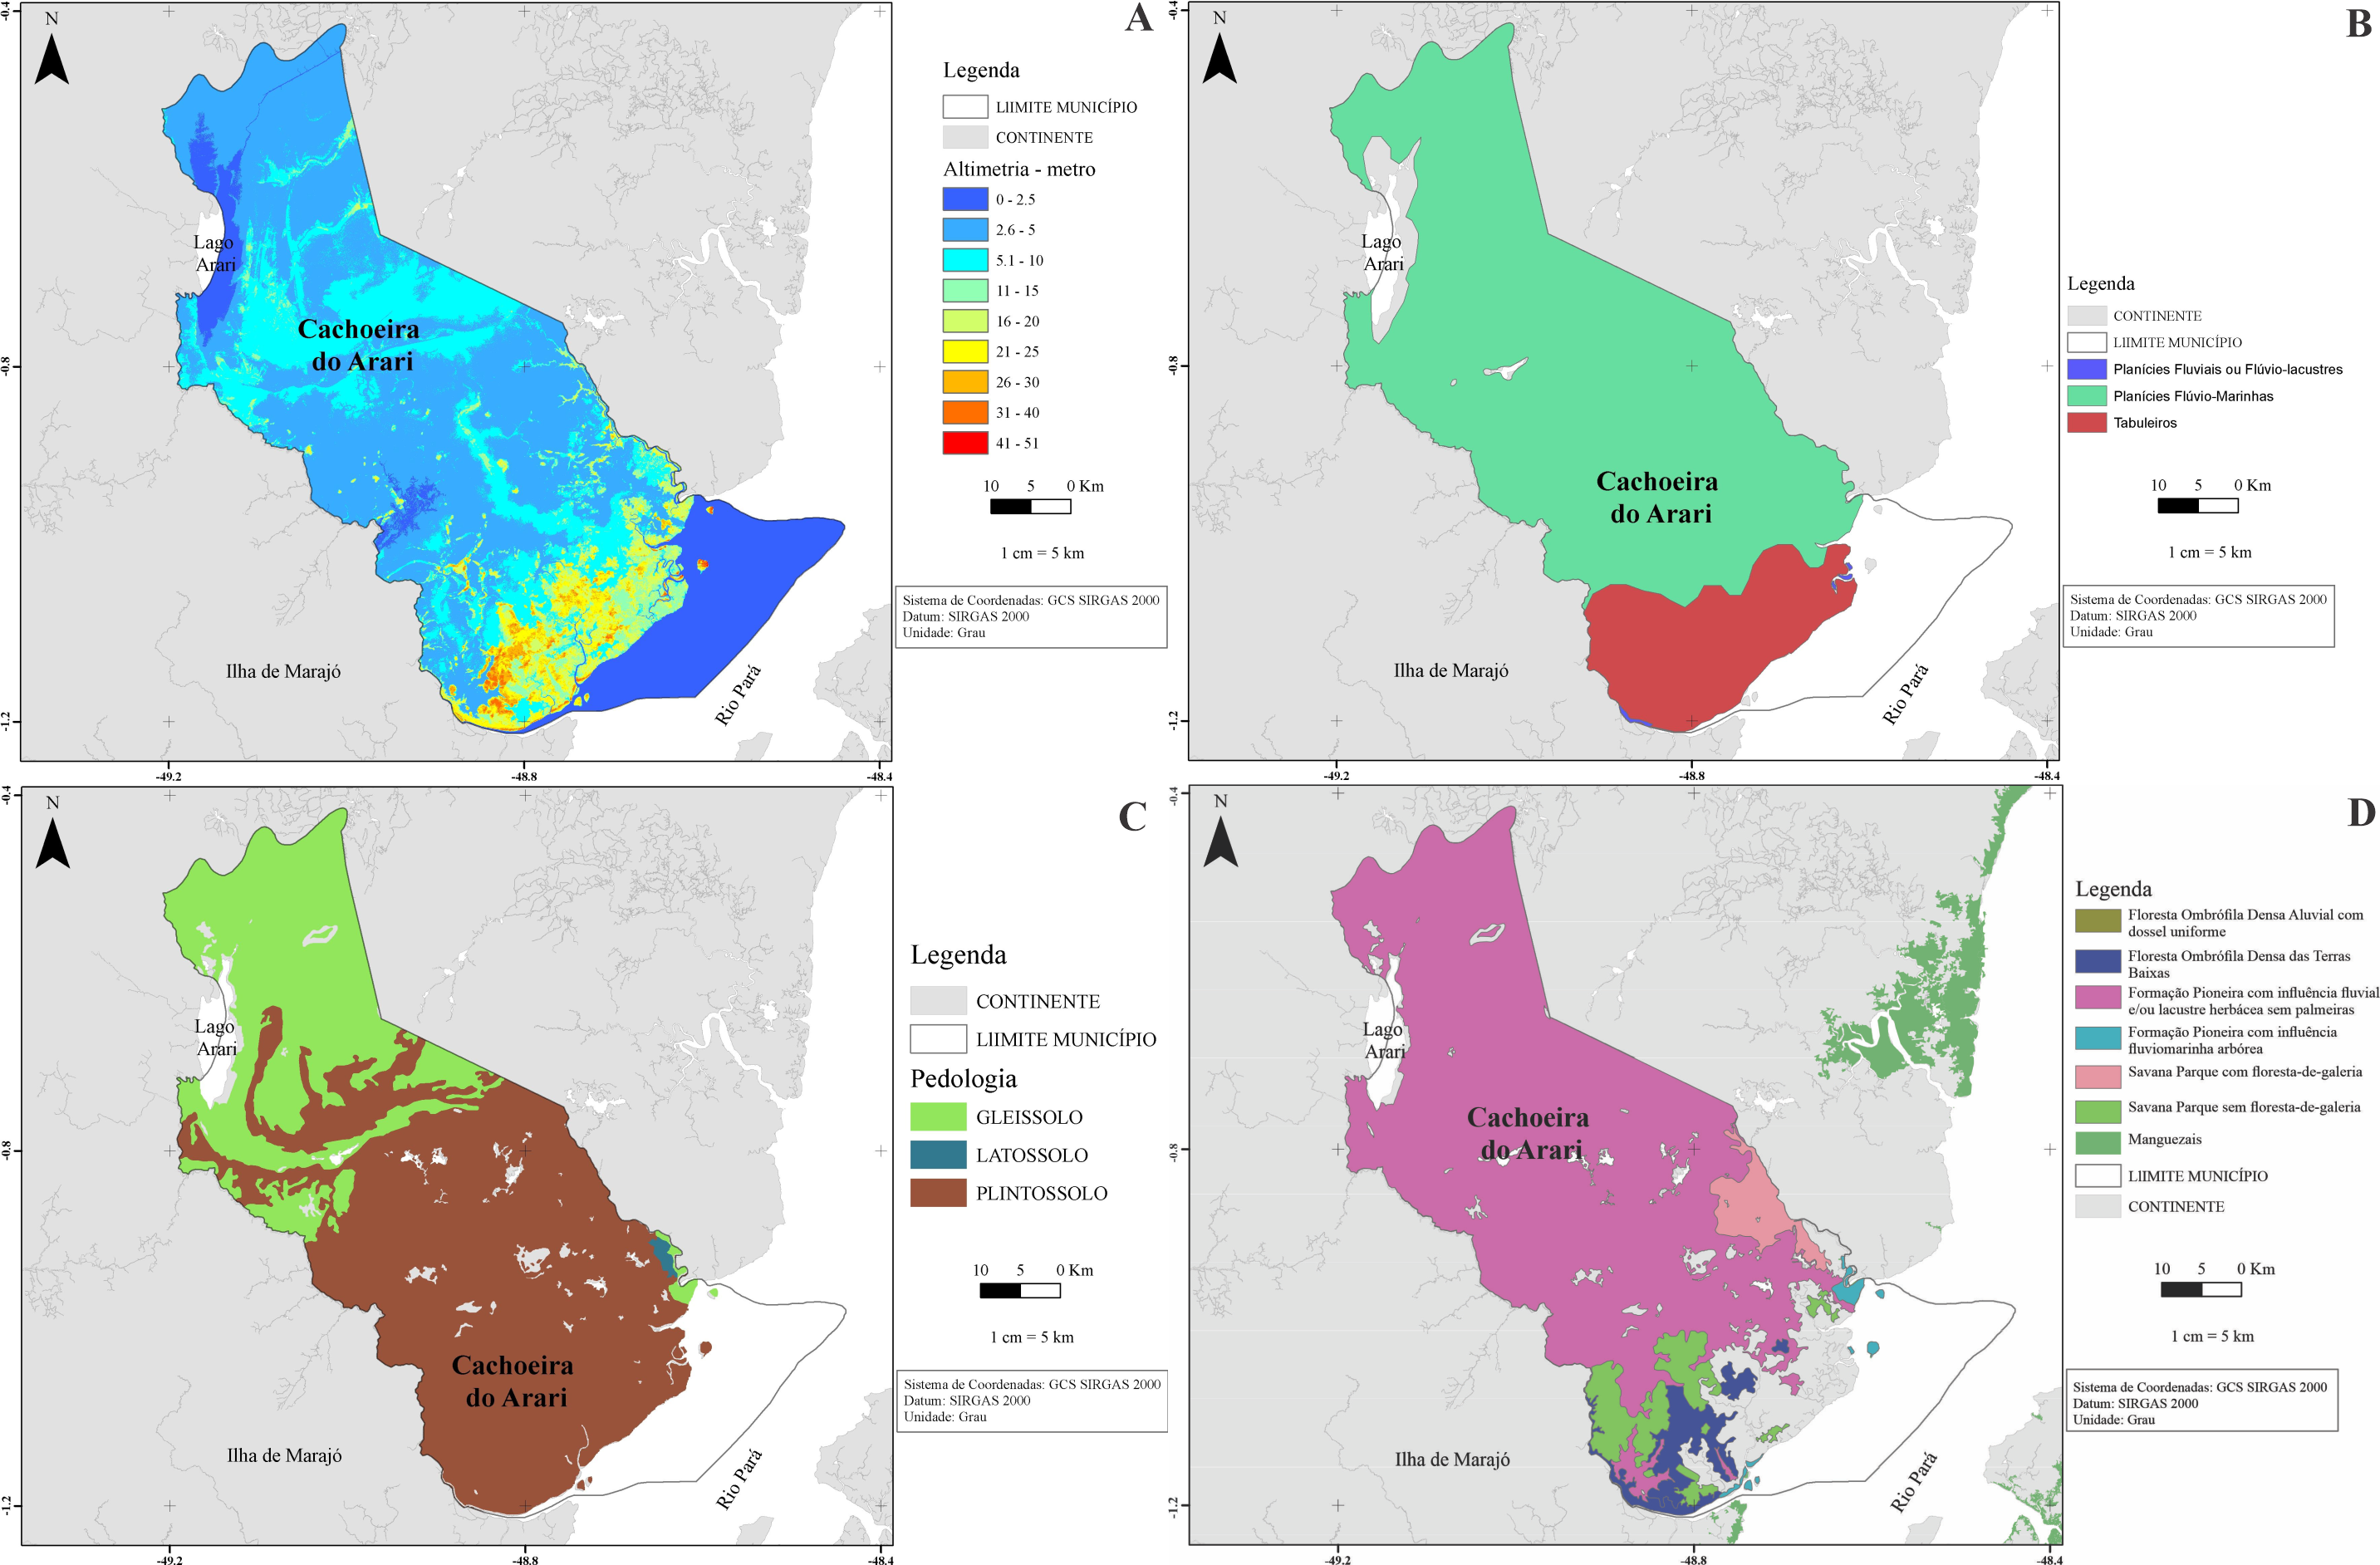 A
N
-0.4
-0.8
-1.2
-49.2
-48.8
-48.4
Lago
Arari
Cachoeira
do Arari
Ilha de Marajó
Rio Pará
Legenda
LIIMITE MUNICÍPIO
CONTINENTE
Altimetria - metro
0 - 2.5
2.6 - 5
5.1 - 10
11 - 15
16 - 20
21 - 25
26 - 30
31 - 40
41 - 51
10 5 0 Km
1 cm = 5 km
Sistema de Coordenadas: GCS SIRGAS 2000
Datum: SIRGAS 2000
Unidade: Grau
B
N
-0.4
-0.8
-1.2
-49.2
-48.8
-48.4
Lago
Arari
Cachoeira
do Arari
Ilha de Marajó
Rio Pará
Legenda
CONTINENTE
LIIMITE MUNICÍPIO
Planícies Fluviais ou Flúvio-lacustres
Planícies Flúvio-Marinhas
Tabuleiros
10 5 0 Km
1 cm = 5 km
Sistema de Coordenadas: GCS SIRGAS 2000
Datum: SIRGAS 2000
Unidade: Grau
C
N
-0.4
-0.8
-1.2
-49.2
-48.8
-48.4
Lago
Arari
Cachoeira
do Arari
Ilha de Marajó
Rio Pará
Legenda
CONTINENTE
LIIMITE MUNICÍPIO
Pedologia
GLEISSOLO
LATOSSOLO
PLINTOSSOLO
10 5 0 Km
1 cm = 5 km
Sistema de Coordenadas: GCS SIRGAS 2000
Datum: SIRGAS 2000
Unidade: Grau
D
N
-0.4
-0.8
-1.2
-49.2
-48.8
-48.4
Lago
Arari
Cachoeira
do Arari
Ilha de Marajó
Rio Pará
Legenda
Floresta Ombrófila Densa Aluvial com
dossel uniforme
Floresta Ombrófila Densa das Terras
Baixas
Formação Pioneira com influência fluvial
e/ou lacustre herbácea sem palmeiras
Formação Pioneira com influência
fluviomarinha arbórea
Savana Parque com floresta-de-galeria
Savana Parque sem floresta-de-galeria
Manguezais
LIIMITE MUNICÍPIO
CONTINENTE
10 5 0 Km
1 cm = 5 km
Sistema de Coordenadas: GCS SIRGAS 2000
Datum: SIRGAS 2000
Unidade: Grau